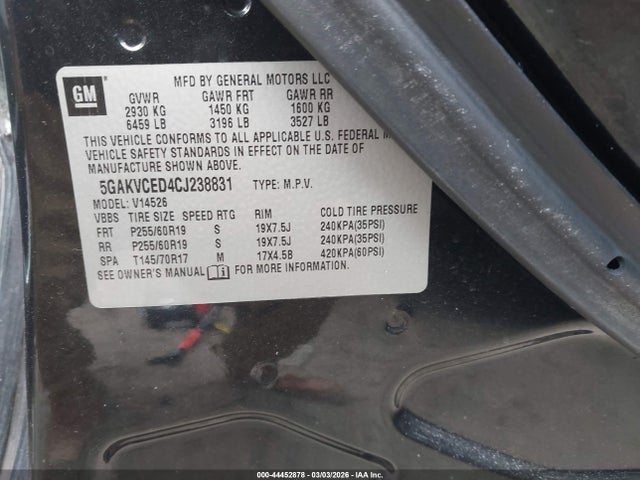 GM
MFD BY GENERAL MOTORS LLC
GVWR GAWR FRT GAWR RR
2930 KG 1450 KG 1600 KG
6459 LB 3196 LB 3527 LB
THIS VEHICLE CONFORMS TO ALL APPLICABLE U.S. FEDERAL
VEHICLE SAFETY STANDARDS IN EFFECT ON THE DATE OF
MANUFACTURE SHOWN ABOVE.
5GAKVCED4CJ238831 TYPE: M.P.V.
MODEL: V14526
VBBS TIRE SIZE SPEED RTG RIM COLD TIRE PRESSURE
FRT P255/60R19 S 19X7.5J 240KPA(35PSI)
RR P255/60R19 S 19X7.5J 240KPA(35PSI)
SPA T145/70R17 M 17X4.5B 420KPA(60PSI)
SEE OWNER'S MANUAL FOR MORE INFORMATION.
000-44452878 - 03/03/2026 - IAA Inc.